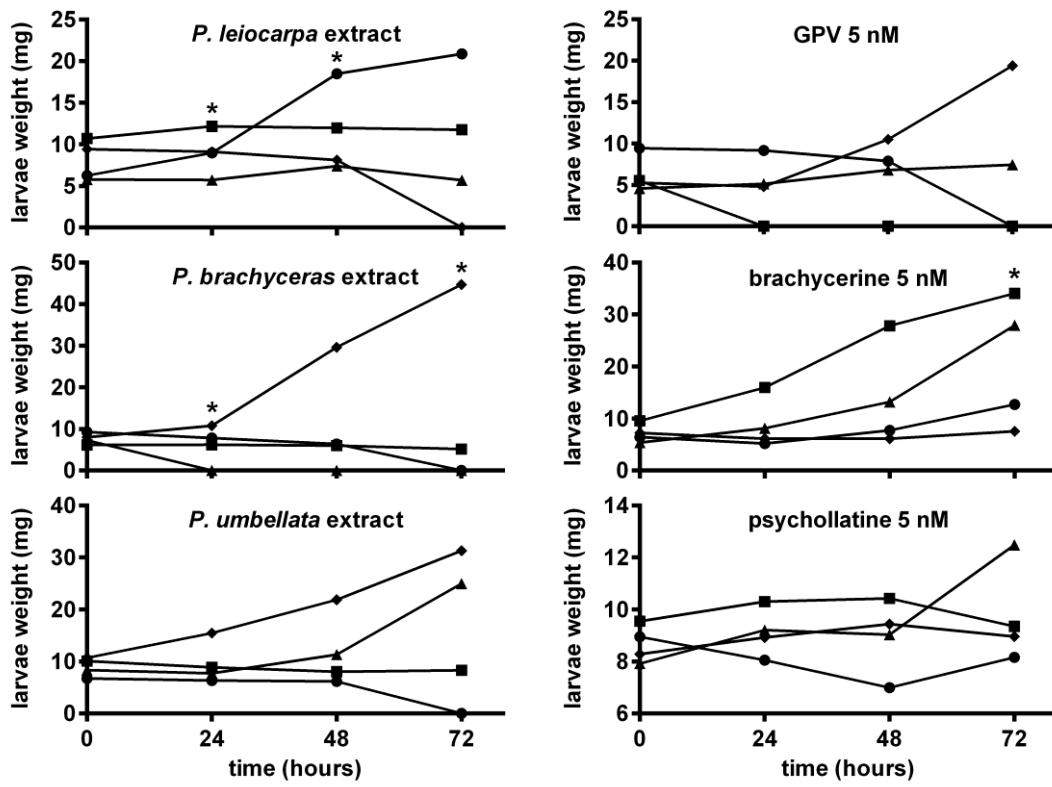 P. leiocarpa extract
larvae weight (mg)
25
20
15
10
5
0
*
*
GPV 5 nM
larvae weight (mg)
25
20
15
10
5
0
P. brachyceras extract
larvae weight (mg)
50
40
30
20
10
0
*
*
brachycerine 5 nM
larvae weight (mg)
40
30
20
10
0
*
P. umbellata extract
larvae weight (mg)
40
30
20
10
0
0 24 48 72
time (hours)
psychollatine 5 nM
larvae weight (mg)
14
12
10
8
6
0 24 48 72
time (hours)